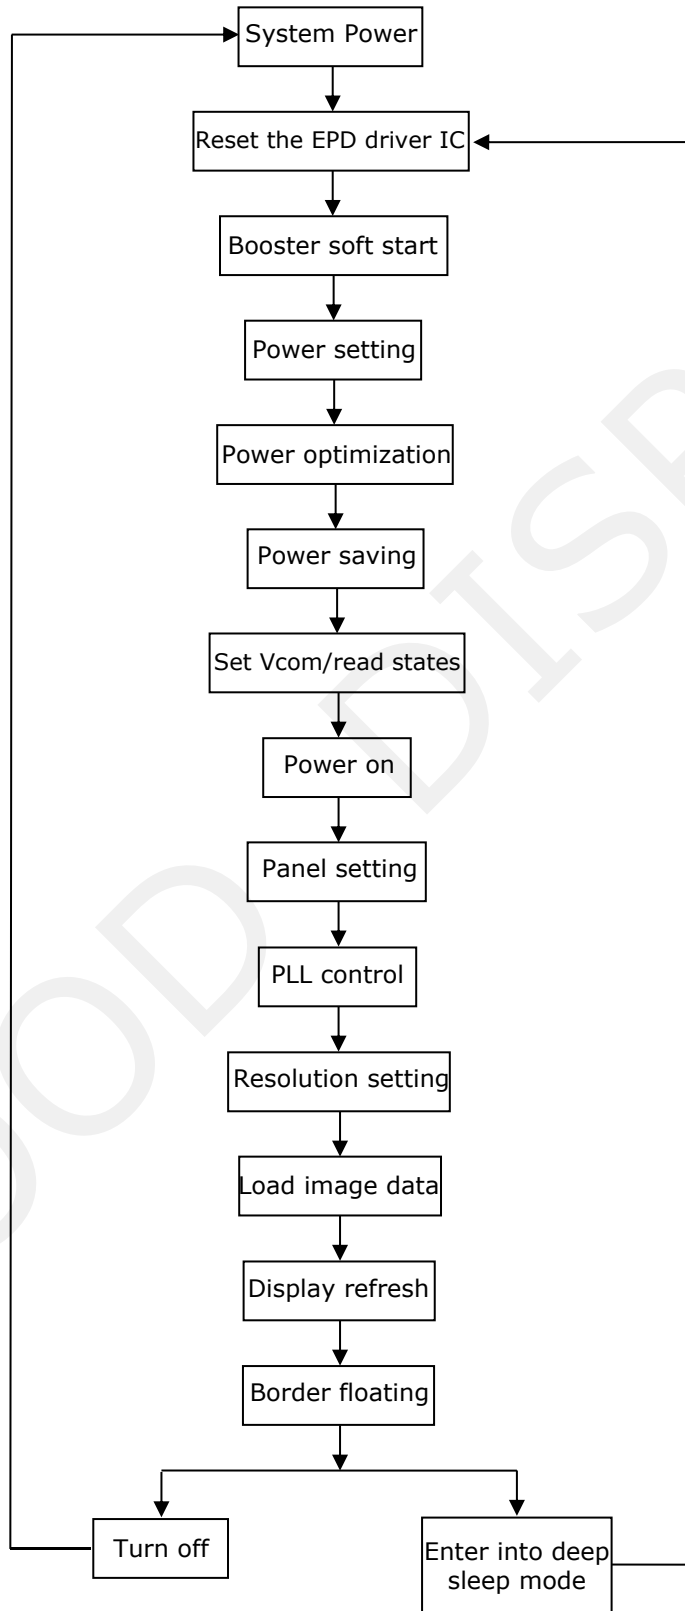 System Power
Reset the EPD driver IC
Booster soft start
Power setting
Power optimization
Power saving
Set Vcom/read states
Power on
Panel setting
PLL control
Resolution setting
Load image data
Display refresh
Border floating
Turn off
Enter into deep
sleep mode